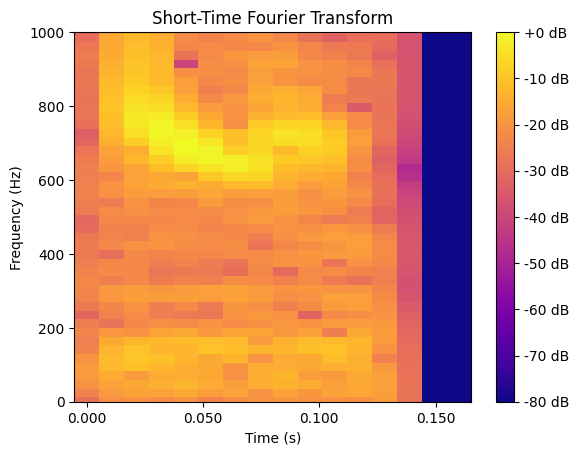 Short-Time Fourier Transform
1000
800
600
400
200
0
Frequency (Hz)
0.000
0.050
0.100
0.150
Time (s)
+0 dB
-10 dB
-20 dB
-30 dB
-40 dB
-50 dB
-60 dB
-70 dB
-80 dB